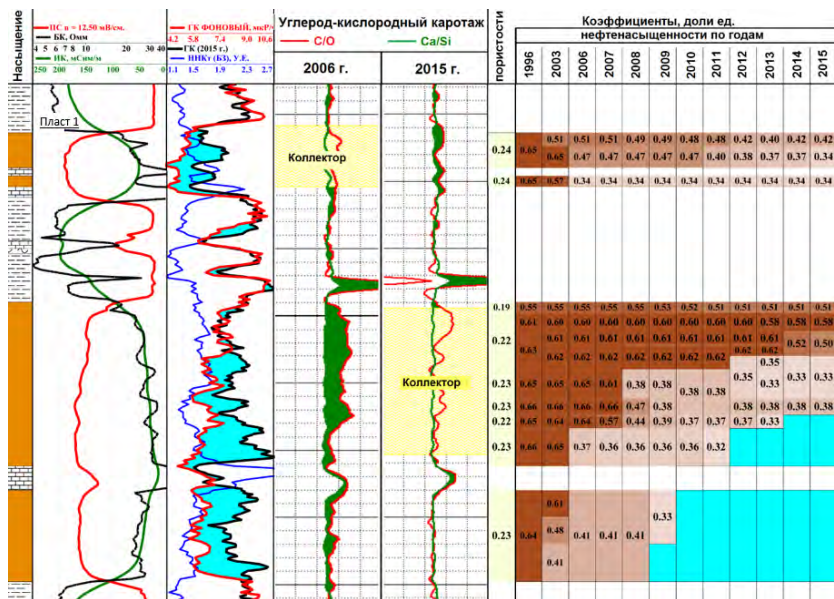 Насыщение
ПС п = 12.50 мВ/см.
БК, Омм
4 5 6 7 8 10 20 30 40
ИК, мСим/м
250 200 150 100 50 0
ГК ФОНОВЫЙ, мкР/
4.2 5.8 7.4 9.0 10.6
ГК (2015 г.)
ННКт (БЗ), У.Е.
1.1 1.5 1.9 2.3 2.7
Углерод-кислородный каротаж
C/O Ca/Si
2006 г. 2015 г.
пористости
Коэффициенты, доли ед.
нефтенасыщенности по годам
1996 2003 2006 2007 2008 2009 2010 2011 2012 2013 2014 2015
Пласт 1
Коллектор
Коллектор
0.51 0.51 0.51 0.49 0.49 0.48 0.48 0.42 0.40 0.42 0.42
0.24 0.65
0.65 0.47 0.47 0.47 0.47 0.47 0.40 0.38 0.37 0.37 0.34
0.24 0.65 0.57 0.34 0.34 0.34 0.34 0.34 0.34 0.34 0.34 0.34 0.34
0.19 0.55 0.55 0.55 0.55 0.55 0.53 0.52 0.51 0.51 0.51 0.51 0.51
0.61 0.60 0.60 0.60 0.60 0.60 0.60 0.60 0.60 0.58 0.58 0.58
0.22 0.61 0.61 0.61 0.61 0.61 0.61 0.61 0.61 0.61 0.52 0.50
0.63 0.62 0.62 0.62 0.62 0.62 0.62 0.62 0.62 0.62
0.35
0.23 0.65 0.65 0.65 0.61 0.38 0.38 0.38 0.38 0.35 0.33 0.33 0.33
0.23 0.66 0.66 0.66 0.66 0.47 0.38 0.38 0.38 0.38 0.38
0.22 0.65 0.64 0.64 0.57 0.44 0.39 0.37 0.37 0.37 0.33
0.23 0.66 0.65 0.37 0.36 0.36 0.36 0.36 0.32
0.61
0.33
0.23 0.64 0.48 0.41 0.41 0.41
0.41